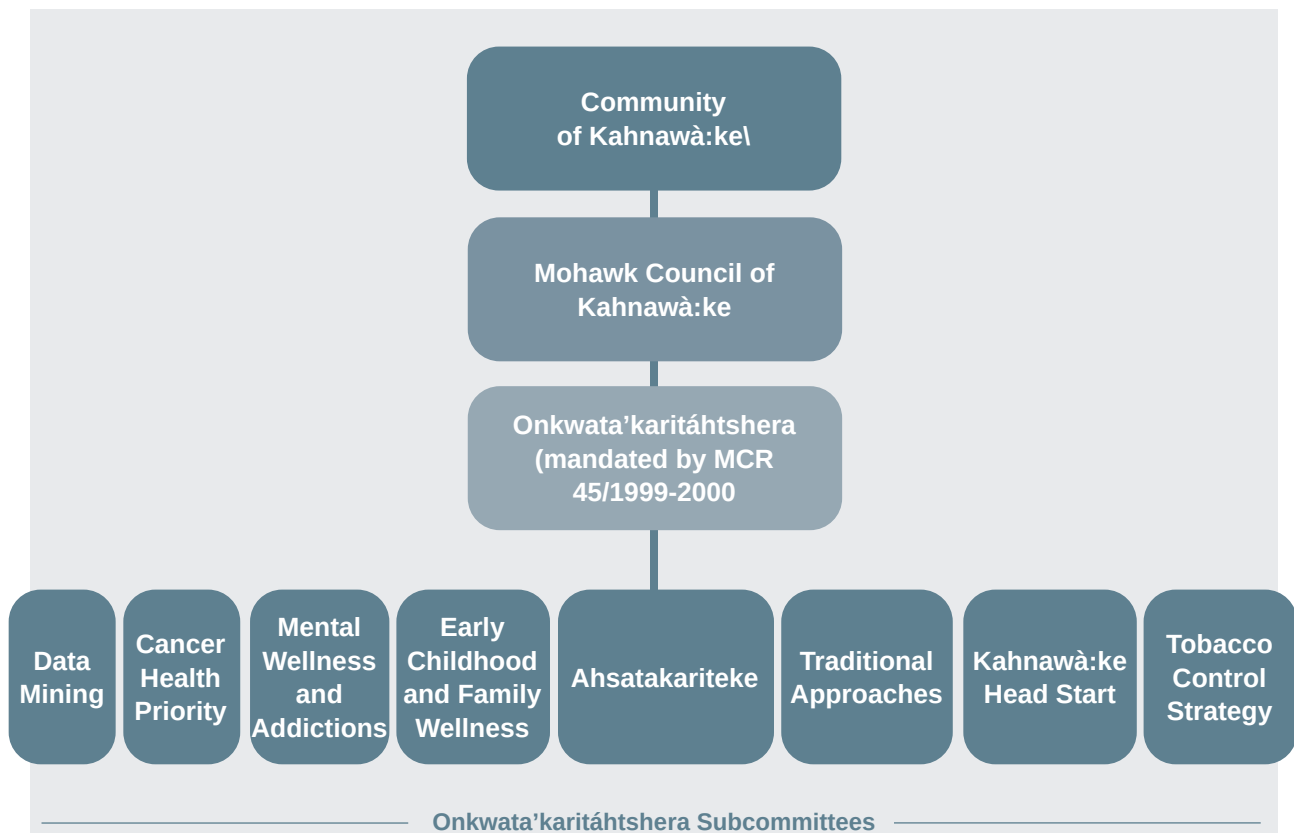 Community
of Kahnawà:ke\
Mohawk Council of
Kahnawà:ke
Onkwata’karitáhtshera
(mandated by MCR
45/1999-2000
Data
Mining
Cancer
Health
Priority
Mental
Wellness
and
Addictions
Early
Childhood
and Family
Wellness
Ahsatakariteke
Traditional
Approaches
Kahnawà:ke
Head Start
Tobacco
Control
Strategy
Onkwata’karitáhtshera Subcommittees